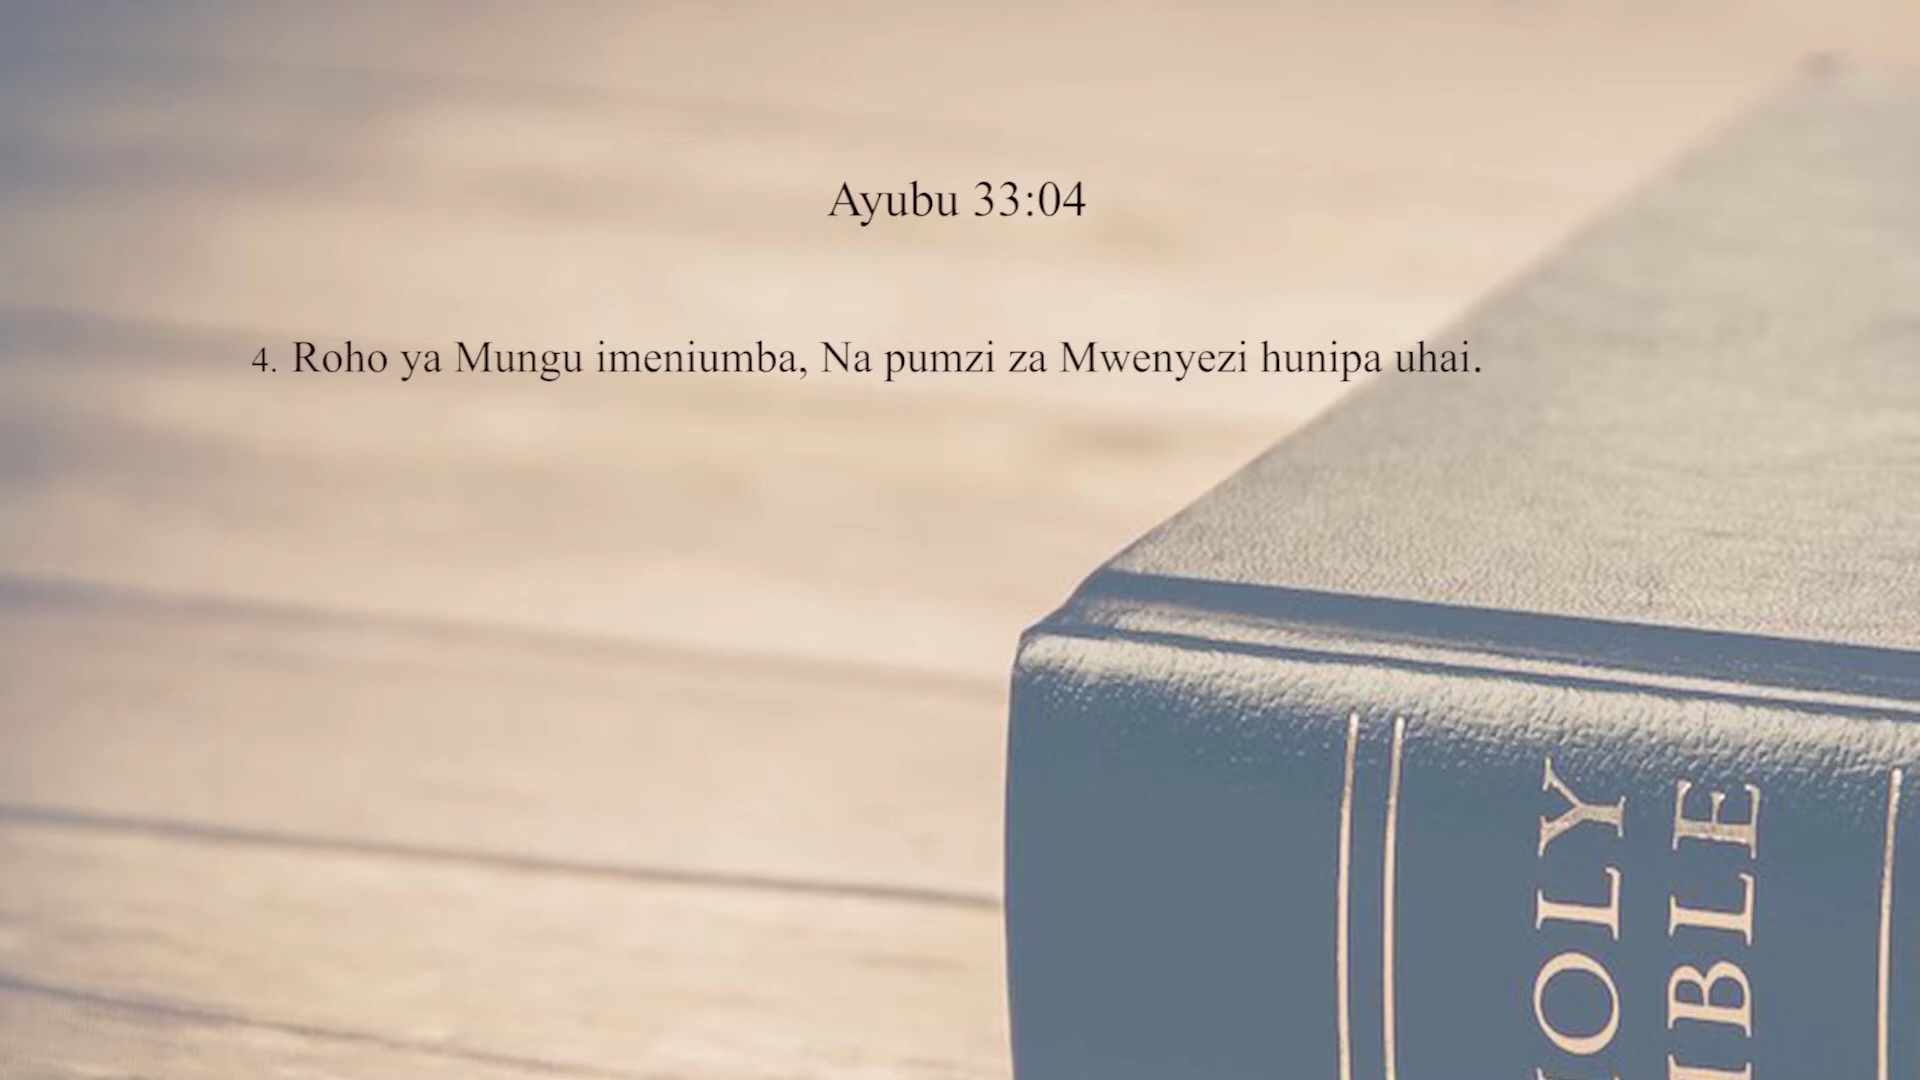 Ayubu 33:04
4. Roho ya Mungu imeniumba, Na pumzi za Mwenyezi hunipa uhai.
OLY
IBLE